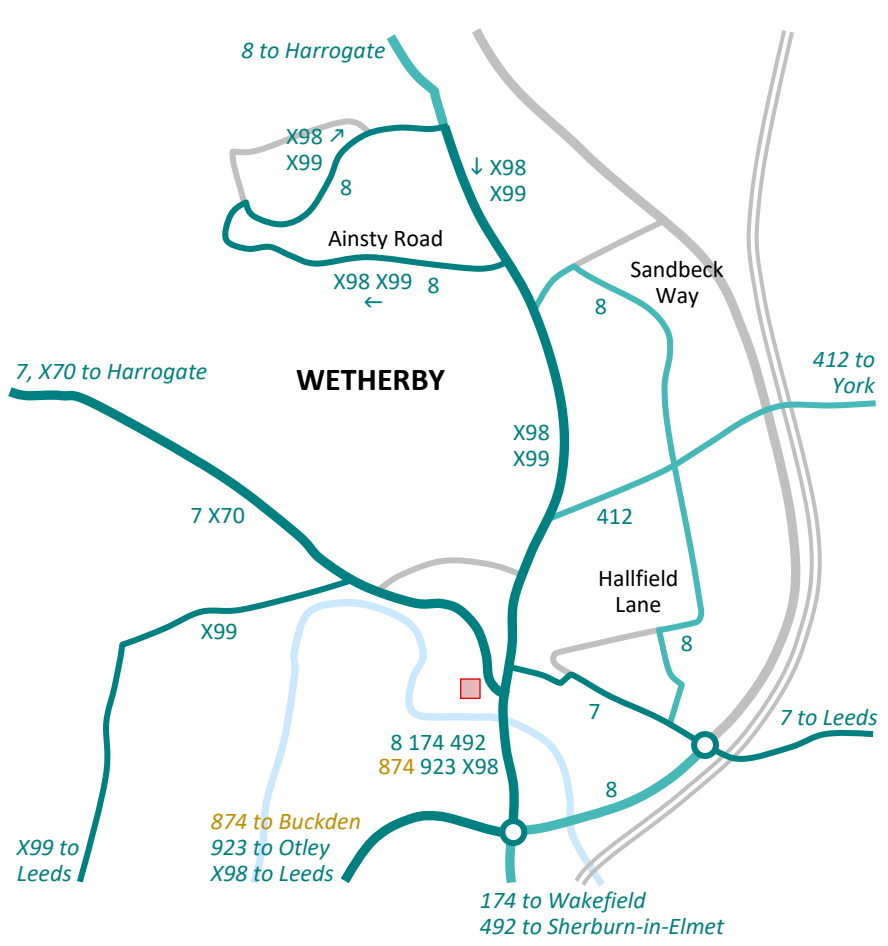 8 to Harrogate
X98 ↗
X99
8
↓ X98
X99
Ainsty Road
X98 X99 8
←
Sandbeck
Way
8
7, X70 to Harrogate
WETHERBY
412 to
York
X98
X99
7 X70
412
Hallfield
Lane
X99
8
7
7 to Leeds
8 174 492
874 923 X98
8
874 to Buckden
923 to Otley
X98 to Leeds
X99 to
Leeds
174 to Wakefield
492 to Sherburn-in-Elmet